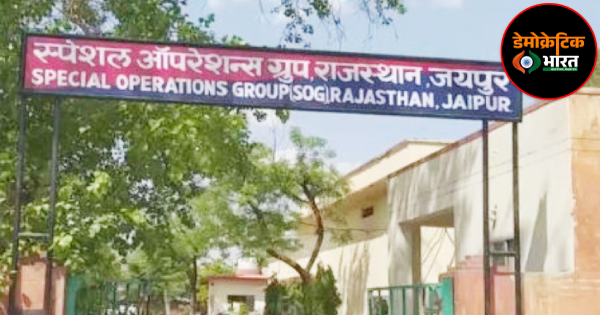 स्पेशल ऑपरेशन्स ग्रुप,राजस्थान,जयपुर
SPECIAL OPERATIONS GROUP(SOG)RAJASTHAN, JAIPUR
डेमोक्रेटिक
भारत